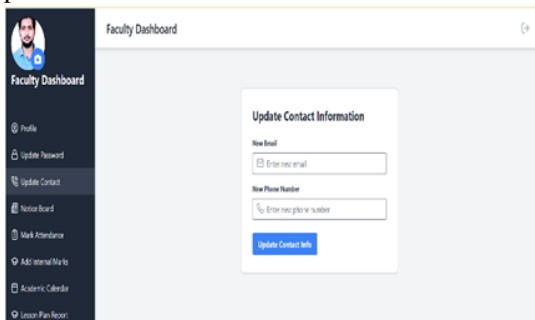 Faculty Dashboard
Faculty Dashboard
Profile
Update Password
Update Contact
Notice Board
Mark Attendance
Add Internal Marks
Academic Calendar
Lesson Plan Report
Update Contact Information
New Email
Enter new email
New Phone Number
Enter new phone number
Update Contact Info